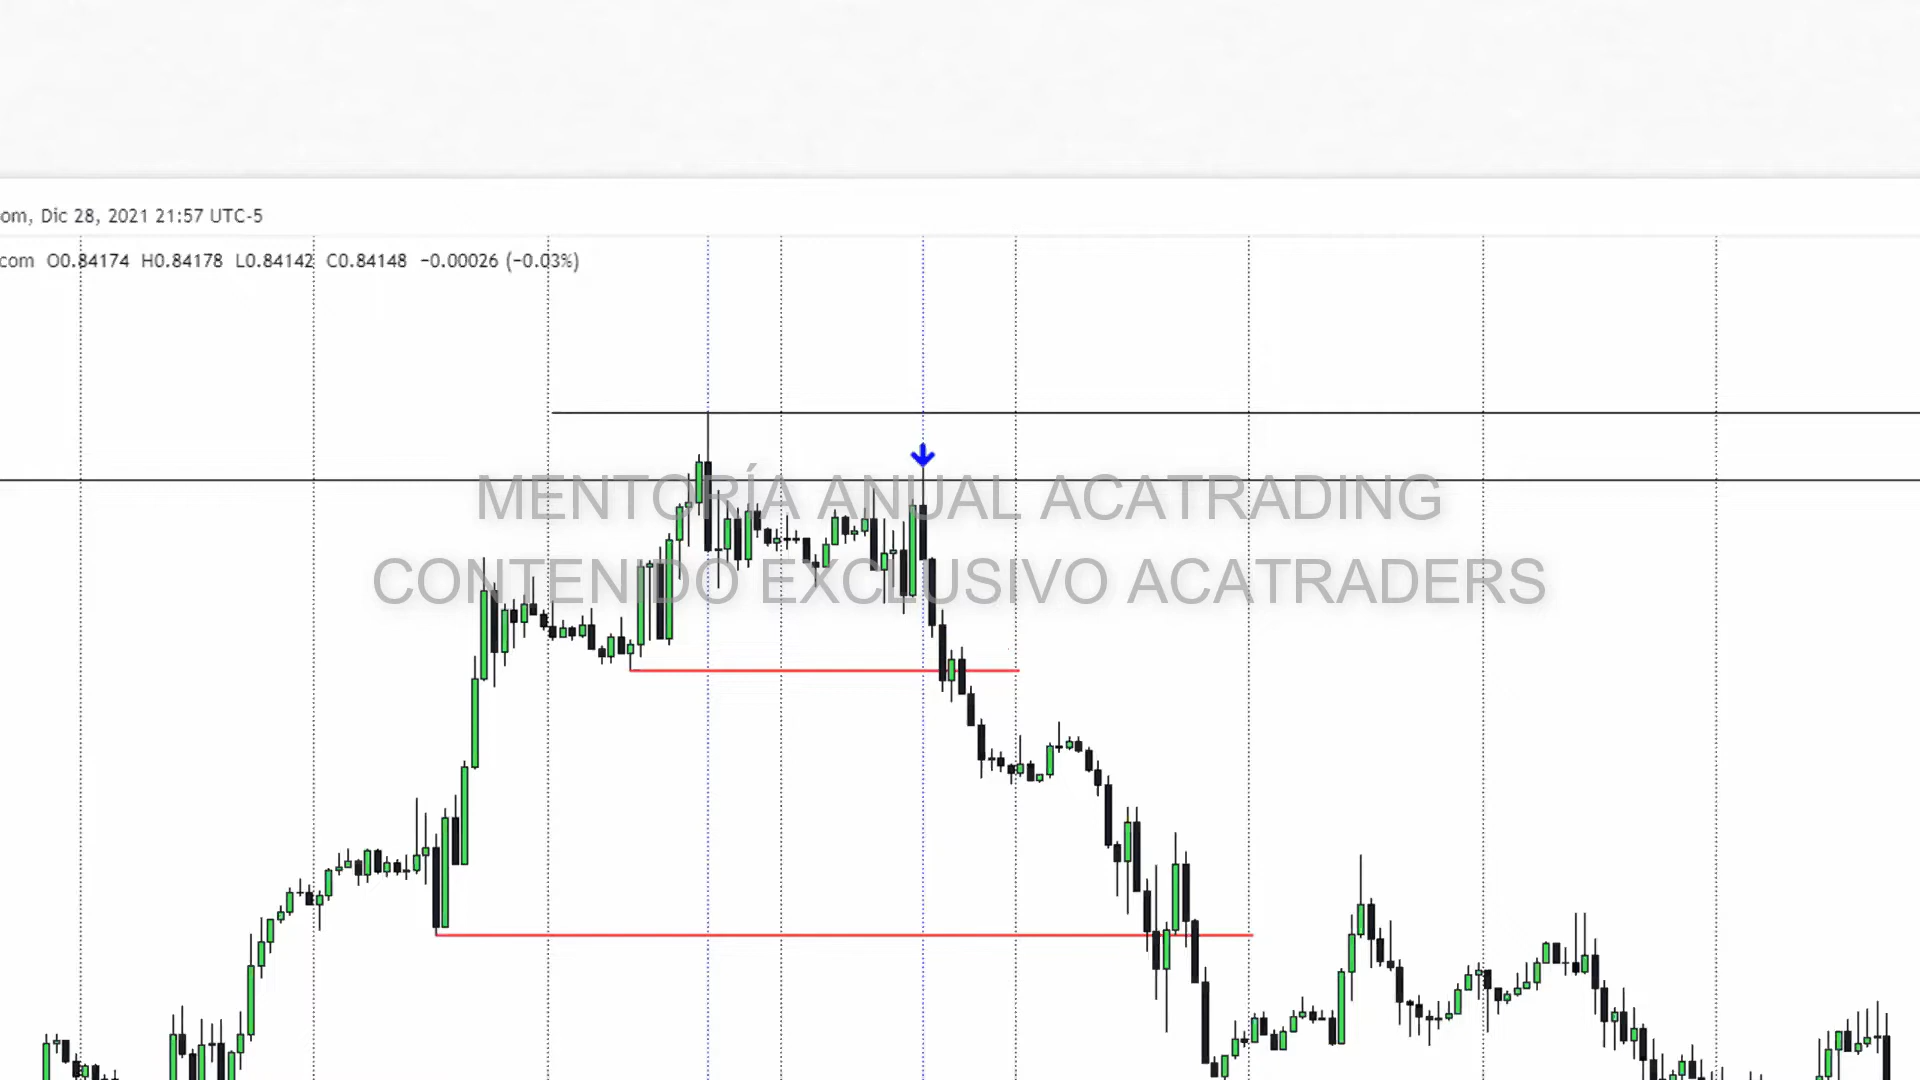 om, Dic 28, 2021 21:57 UTC-5
com O0.84174 H0.84178 L0.84142 C0.84148 −0.00026 (−0.03%)
MENTORÍA ANUAL ACATRADING
CONTENIDO EXCLUSIVO ACATRADERS